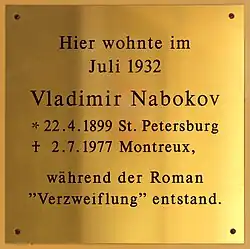 Hier wohnte im
Juli 1932
Vladimir Nabokov
* 22.4.1899 St. Petersburg
† 2.7.1977 Montreux,
während der Roman
”Verzweiflung” entstand.